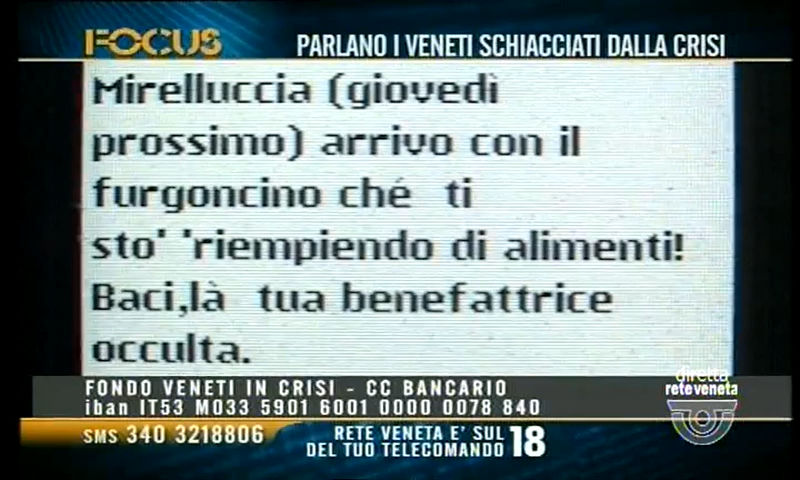 FOCUS
PARLANO I VENETI SCHIACCIATI DALLA CRISI
Mirelluccia (giovedì
prossimo) arrivo con il
furgoncino ché ti
sto' 'riempiendo di alimenti!
Baci,là tua benefattrice
occulta.
diretta
reteveneta
FONDO VENETI IN CRISI - CC BANCARIO
iban IT53 M033 5901 6001 0000 0078 840
SMS 340 3218806
RETE VENETA E' SUL
DEL TUO TELECOMANDO 18